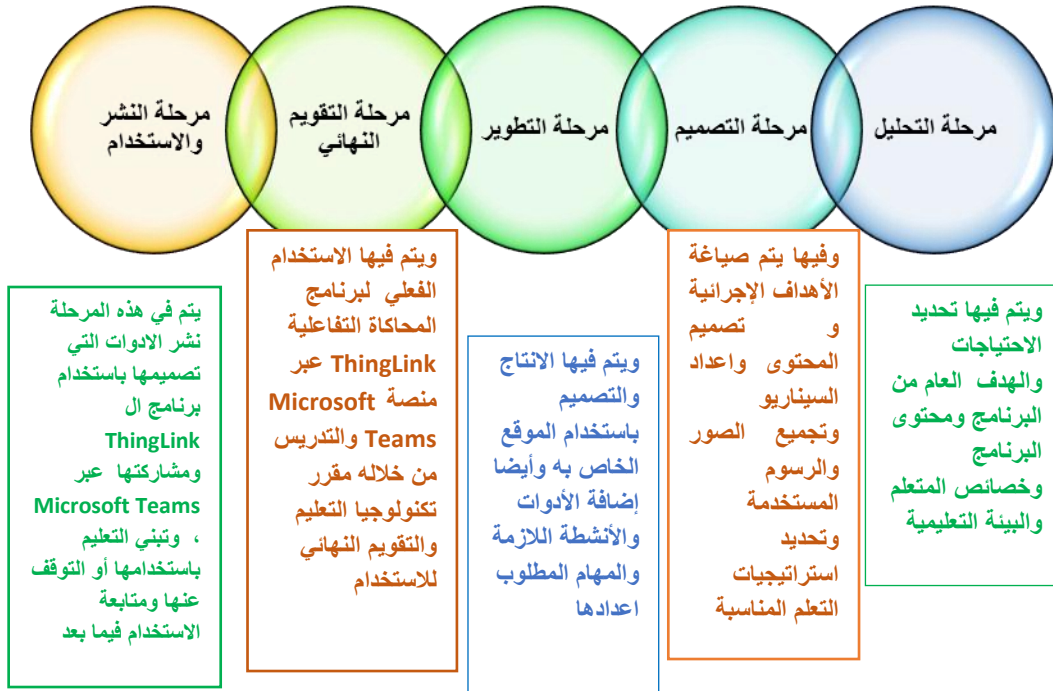 مرحلة التحليل
مرحلة التصميم
مرحلة التطوير
مرحلة التقويم
النهائي
مرحلة النشر
والاستخدام
ويتم فيها تحديد
الاحتياجات
والهدف العام من
البرنامج ومحتوى
البرنامج
وخصائص المتعلم
والبيئة التعليمية
وفيها يتم صياغة
الأهداف الإجرائية
و تصميم
المحتوى واعداد
السيناريو
وتجميع الصور
والرسوم
المستخدمة
وتحديد
استراتيجيات
التعلم المناسبة
ويتم فيها الانتاج
والتصميم
باستخدام الموقع
الخاص به وأيضا
إضافة الأدوات
والأنشطة اللازمة
والمهام المطلوب
اعدادها
ويتم فيها الاستخدام
الفعلي لبرنامج
المحاكاة التفاعلية
ThingLink عبر
منصة Microsoft
Teams والتدريس
من خلاله مقرر
تكنولوجيا التعليم
والتقويم النهائي
للاستخدام
يتم في هذه المرحلة
نشر الادوات التي
تصميمها باستخدام
برنامج ال
ThingLink
ومشاركتها عبر
Microsoft Teams
، وتبني التعليم
باستخدامها أو التوقف
عنها ومتابعة
الاستخدام فيما بعد